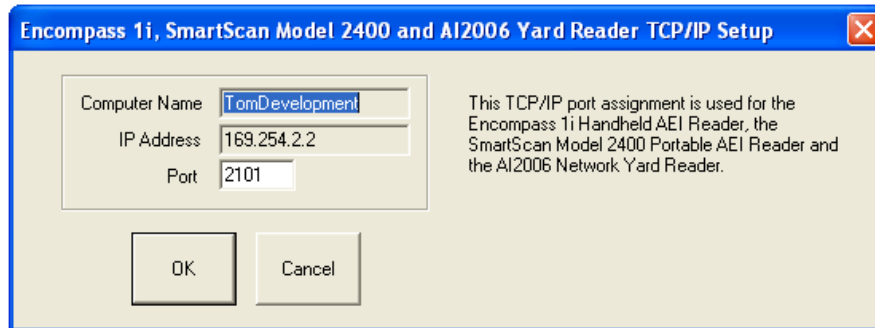 Encompass 1i, SmartScan Model 2400 and AI2006 Yard Reader TCP/IP Setup
Computer Name TomDevelopment
IP Address 169.254.2.2
Port 2101
This TCP/IP port assignment is used for the
Encompass 1i Handheld AEI Reader, the
SmartScan Model 2400 Portable AEI Reader and
the AI2006 Network Yard Reader.
OK Cancel